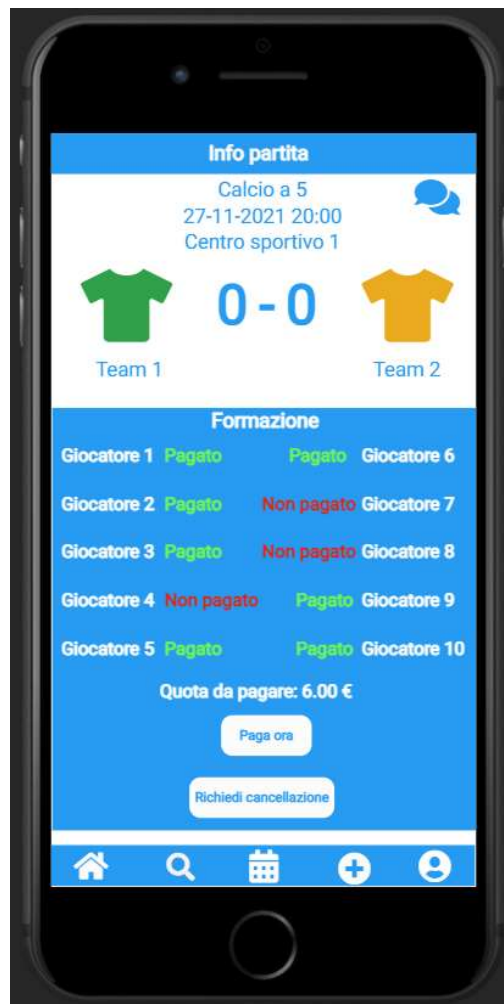 Info partita
Calcio a 5
27-11-2021 20:00
Centro sportivo 1
0 - 0
Team 1 Team 2
Formazione
Giocatore 1 Pagato Pagato Giocatore 6
Giocatore 2 Pagato Non pagato Giocatore 7
Giocatore 3 Pagato Non pagato Giocatore 8
Giocatore 4 Non pagato Pagato Giocatore 9
Giocatore 5 Pagato Pagato Giocatore 10
Quota da pagare: 6.00 €
Paga ora
Richiedi cancellazione